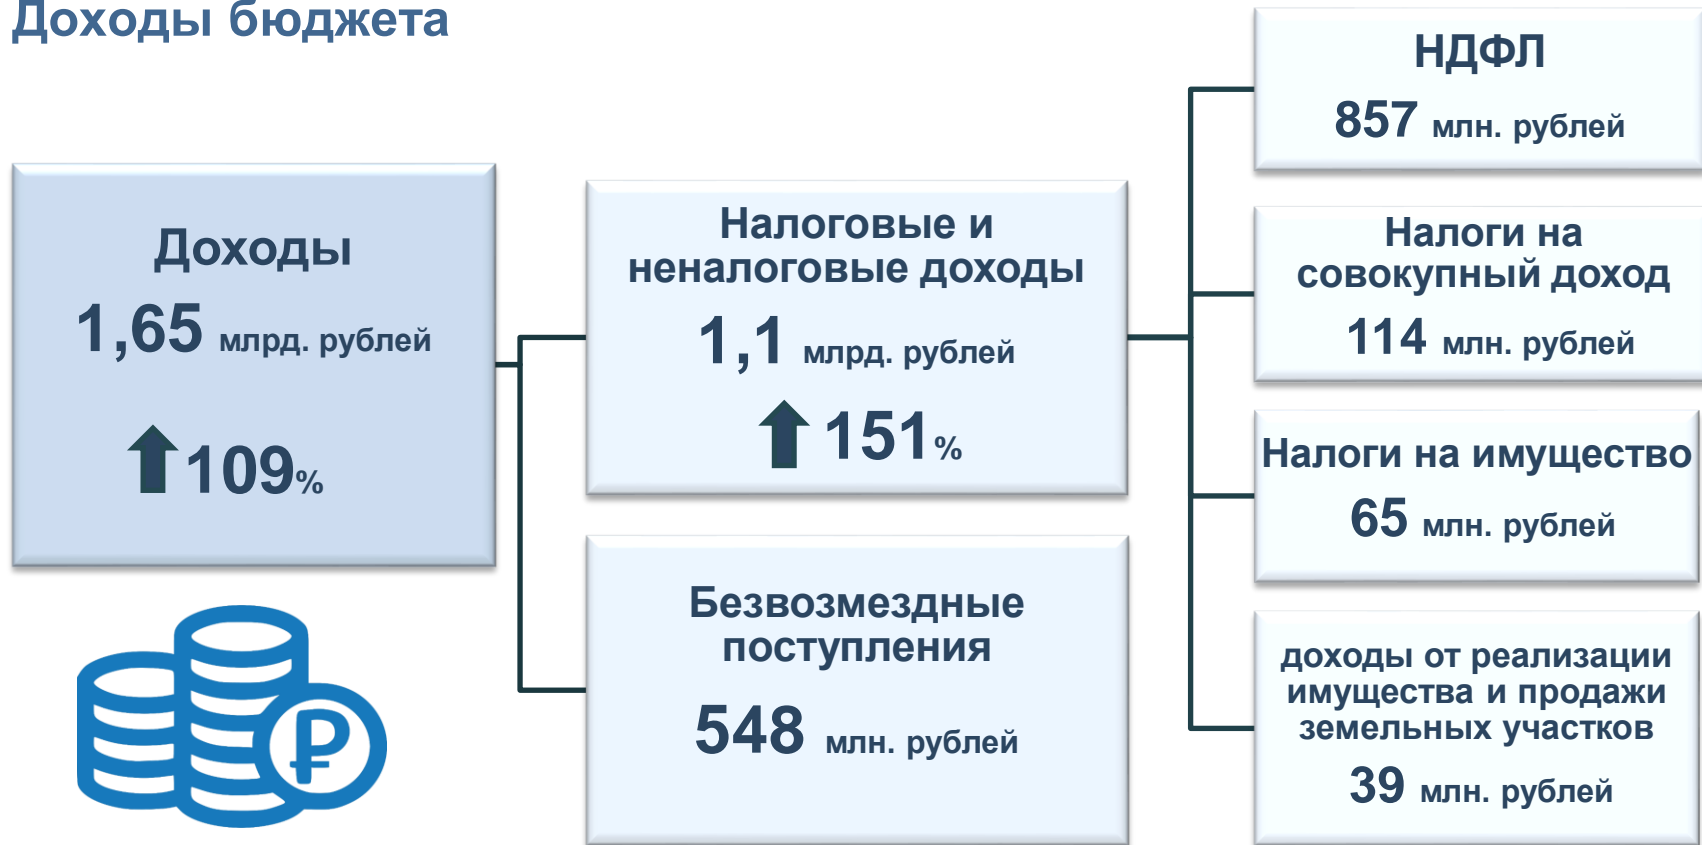 Доходы бюджета
Доходы
1,65 млрд. рублей
109%
Налоговые и
неналоговые доходы
1,1 млрд. рублей
151%
Безвозмездные
поступления
548 млн. рублей
НДФЛ
857 млн. рублей
Налоги на
совокупный доход
114 млн. рублей
Налоги на имущество
65 млн. рублей
доходы от реализации
имущества и продажи
земельных участков
39 млн. рублей